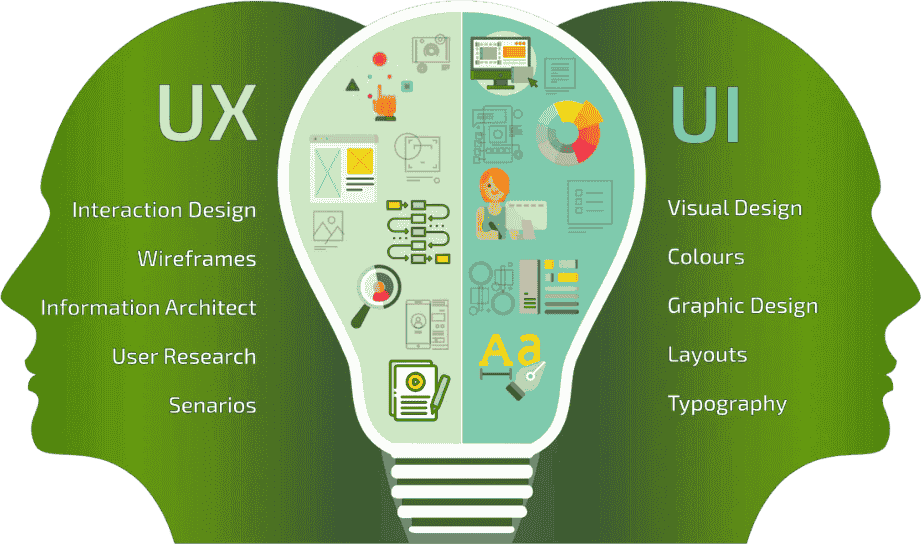 UX
Interaction Design
Wireframes
Information Architect
User Research
Senarios
Aa
UI
Visual Design
Colours
Graphic Design
Layouts
Typography